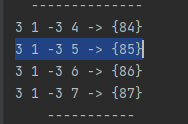 --------------
3 1 -3 4 -> {84}
3 1 -3 5 -> {85}
3 1 -3 6 -> {86}
3 1 -3 7 -> {87}
-----------